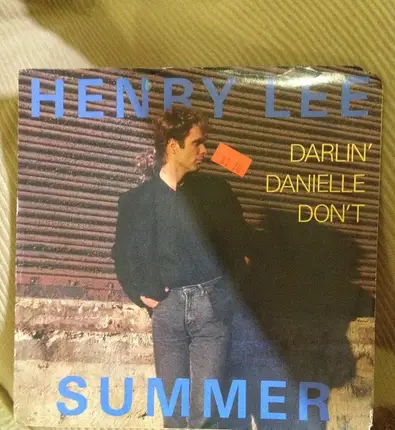 HENRY LEE
DARLIN'
DANIELLE
DON'T
SUMMER